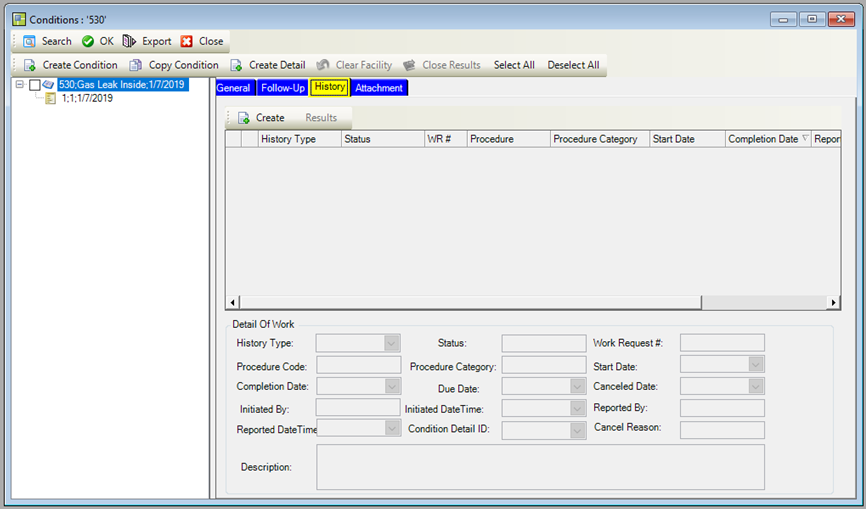 Conditions : '530'
Search OK Export Close
Create Condition Copy Condition Create Detail Clear Facility Close Results Select All Deselect All
530;Gas Leak Inside;1/7/2019
1;1;1/7/2019
General Follow-Up History Attachment
Create Results
History Type Status WR # Procedure Procedure Category Start Date Completion Date Repor
Detail Of Work
History Type: Status: Work Request #:
Procedure Code: Procedure Category: Start Date:
Completion Date: Due Date: Canceled Date:
Initiated By: Initiated DateTime: Reported By:
Reported DateTime Condition Detail ID: Cancel Reason:
Description: